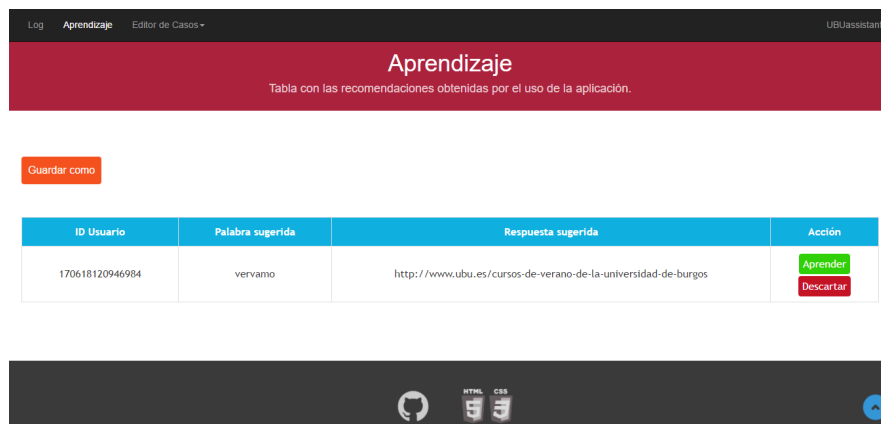 Log Aprendizaje Editor de Casos UBUassistant
Aprendizaje
Tabla con las recomendaciones obtenidas por el uso de la aplicación.
Guardar como
ID Usuario Palabra sugerida Respuesta sugerida Acción
170618120946984 vervamo http://www.ubu.es/cursos-de-verano-de-la-universidad-de-burgos Aprender
Descartar
HTML CSS
5 3